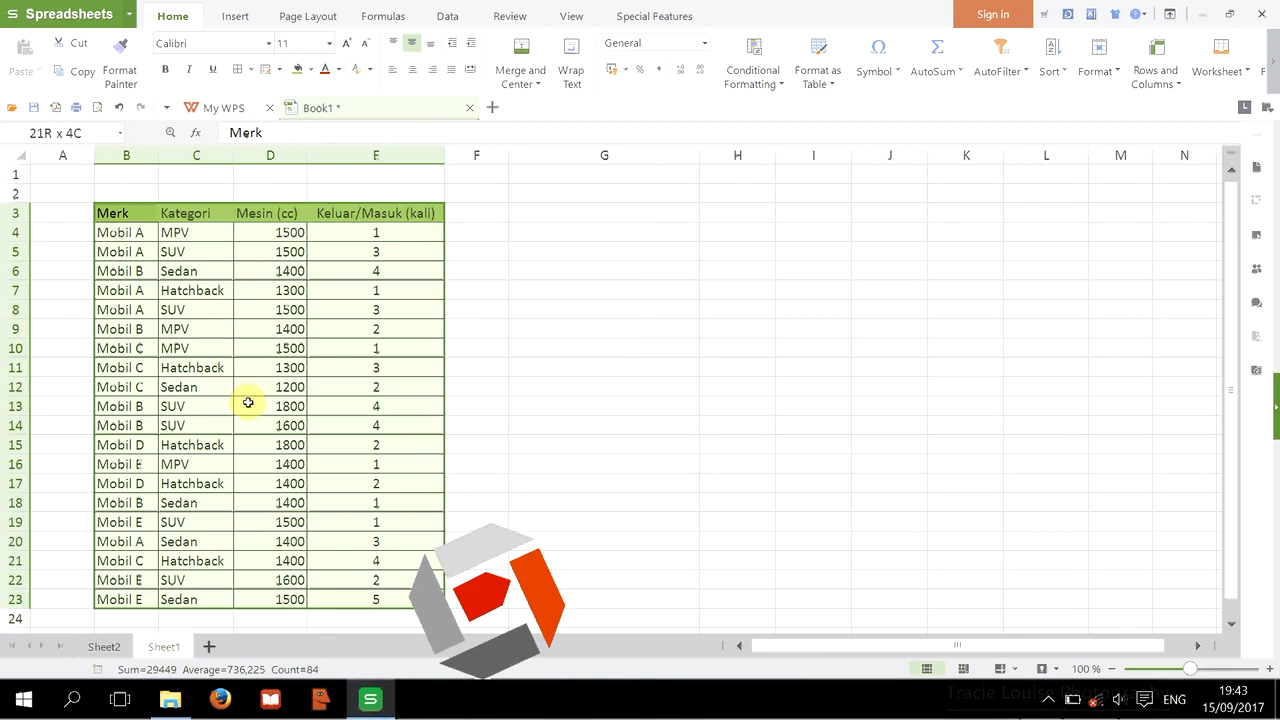 S Spreadsheets
Home Insert Page Layout Formulas Data Review View Special Features Sign in
Cut Calibri 11 General
Paste Copy Format Painter B I U Merge and Center Wrap Text Conditional Formatting Format as Table Symbol AutoSum AutoFilter Sort Format Rows and Columns Worksheet F
My WPS Book1 *
21R x 4C fx Merk
A B C D E F G H I J K L M N
1
2
3 Merk Kategori Mesin (cc) Keluar/Masuk (kali)
4 Mobil A MPV 1500 1
5 Mobil A SUV 1500 3
6 Mobil B Sedan 1400 4
7 Mobil A Hatchback 1300 1
8 Mobil A SUV 1500 3
9 Mobil B MPV 1400 2
10 Mobil C MPV 1500 1
11 Mobil C Hatchback 1300 3
12 Mobil C Sedan 1200 2
13 Mobil B SUV 1800 4
14 Mobil B SUV 1600 4
15 Mobil D Hatchback 1800 2
16 Mobil E MPV 1400 1
17 Mobil D Hatchback 1400 2
18 Mobil B Sedan 1400 1
19 Mobil E SUV 1500 1
20 Mobil A Sedan 1400 3
21 Mobil C Hatchback 1400 4
22 Mobil E SUV 1600 2
23 Mobil E Sedan 1500 5
24
Sheet2 Sheet1
Sum=29449 Average=736,225 Count=84 100 %
Tracie Louise Photography
ENG 19:43
15/09/2017